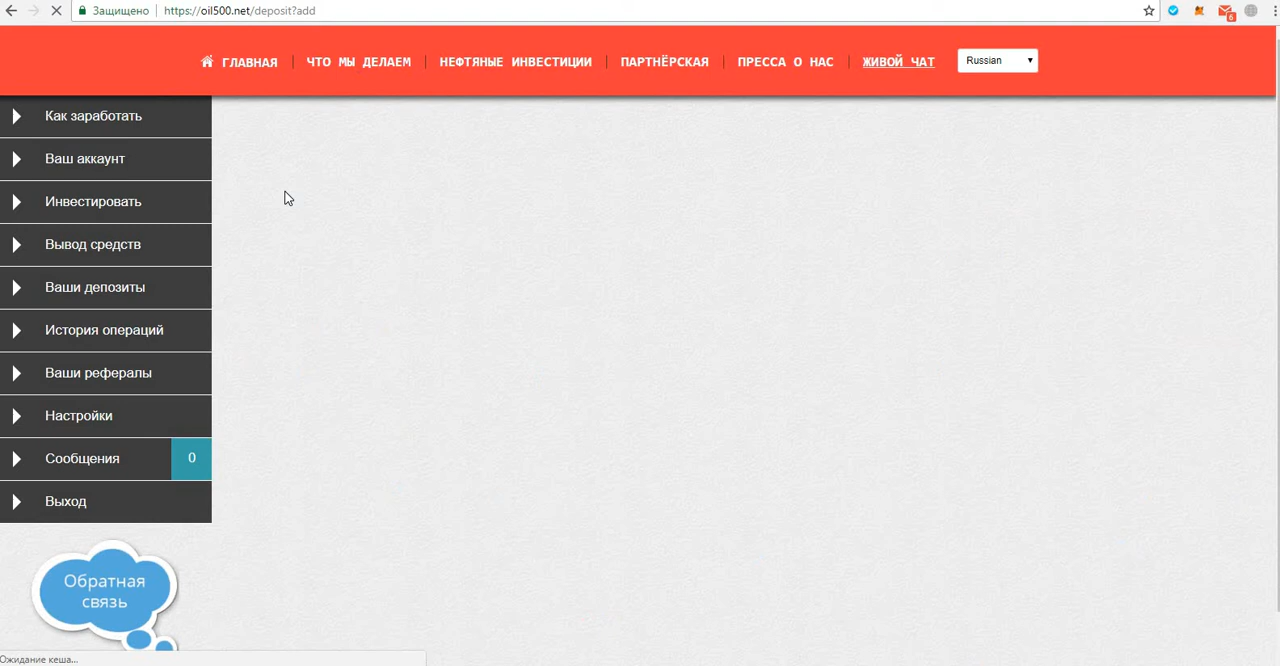 Защищено
https://oil500.net/deposit?add
6
ГЛАВНАЯ
ЧТО МЫ ДЕЛАЕМ
НЕФТЯНЫЕ ИНВЕСТИЦИИ
ПАРТНЁРСКАЯ
ПРЕССА О НАС
ЖИВОЙ ЧАТ
Russian
Как заработать
Ваш аккаунт
Инвестировать
Вывод средств
Ваши депозиты
История операций
Ваши рефералы
Настройки
Сообщения 0
Выход
Обратная
связь
Ожидание кеша...